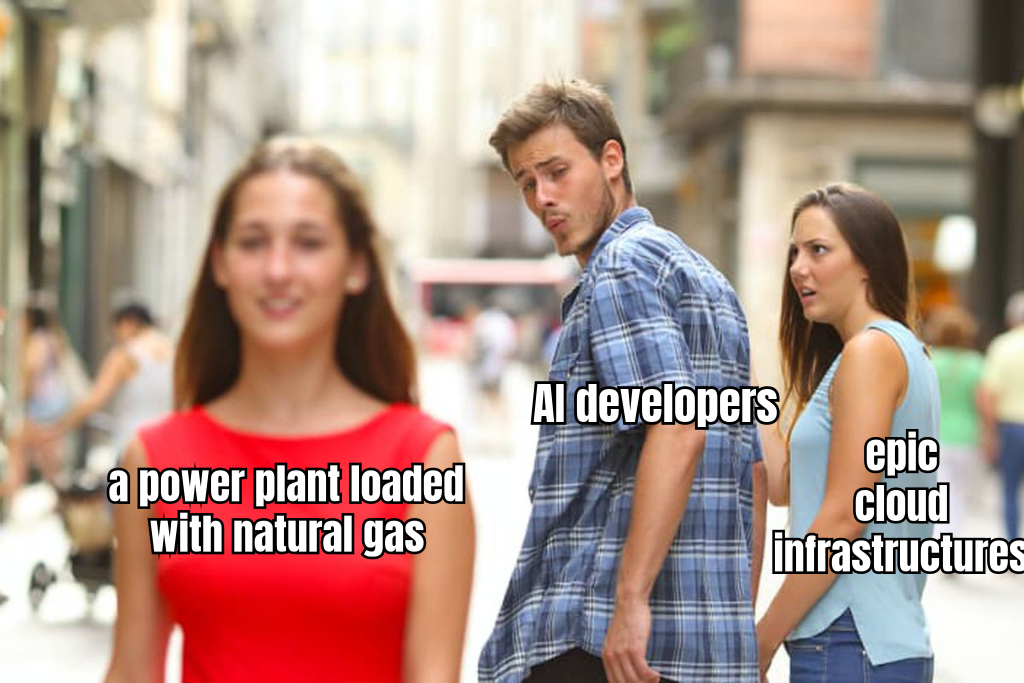 a power plant loaded
with natural gas
AI developers
epic
cloud
infrastructures